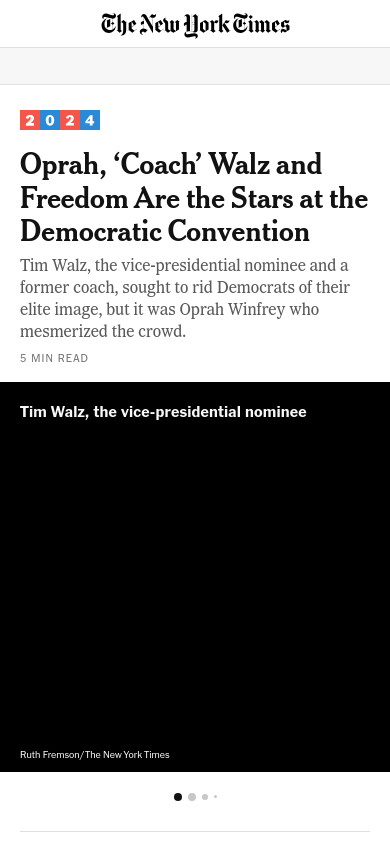 The New York Times
2024
Oprah, ‘Coach’ Walz and
Freedom Are the Stars at the
Democratic Convention
Tim Walz, the vice-presidential nominee and a
former coach, sought to rid Democrats of their
elite image, but it was Oprah Winfrey who
mesmerized the crowd.
5 MIN READ
Tim Walz, the vice-presidential nominee
Ruth Fremson/The New York Times